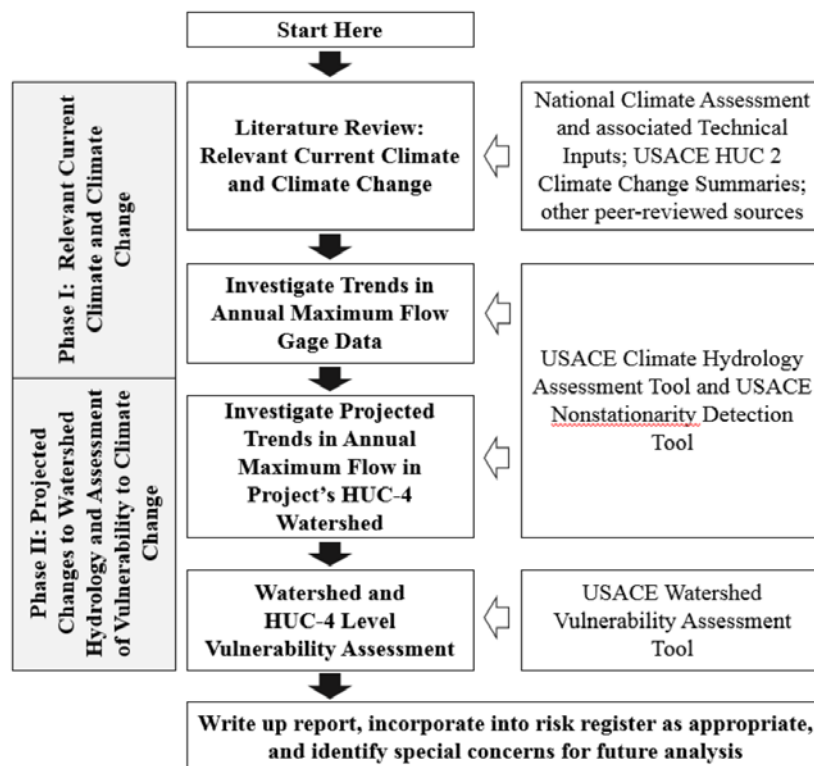 Start Here
Phase I: Relevant Current
Climate and Climate
Change
Literature Review:
Relevant Current Climate
and Climate Change
National Climate Assessment
and associated Technical
Inputs; USACE HUC 2
Climate Change Summaries;
other peer-reviewed sources
Investigate Trends in
Annual Maximum Flow
Gage Data
USACE Climate Hydrology
Assessment Tool and USACE
Nonstationarity Detection
Tool
Phase II: Projected
Changes to Watershed
Hydrology and Assessment
of Vulnerability to Climate
Change
Investigate Projected
Trends in Annual
Maximum Flow in
Project's HUC-4
Watershed
Watershed and
HUC-4 Level
Vulnerability Assessment
USACE Watershed
Vulnerability Assessment
Tool
Write up report, incorporate into risk register as appropriate,
and identify special concerns for future analysis